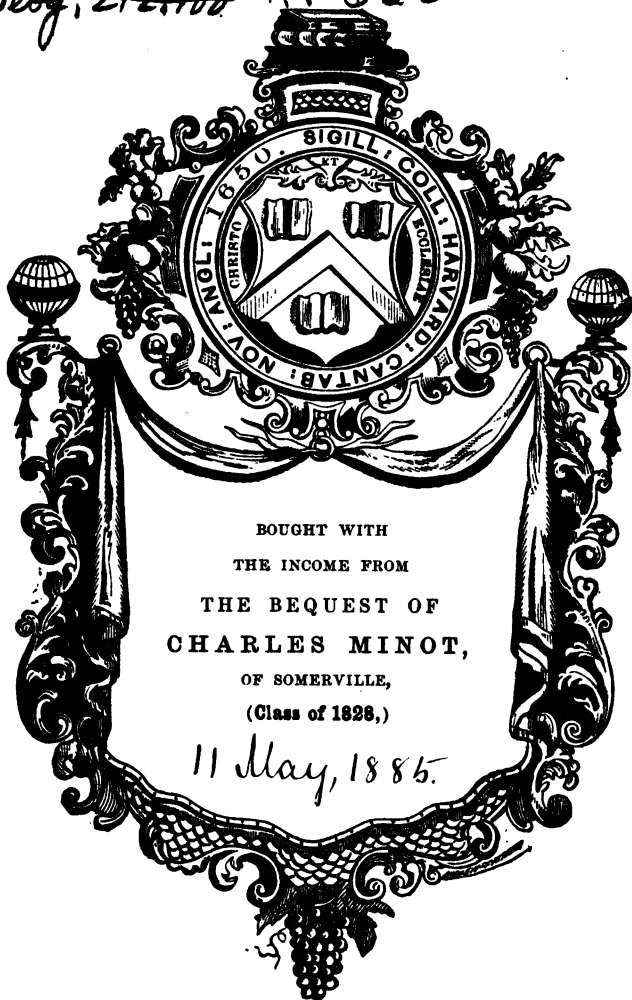 SIGILL: COLL: HARVARD: CANTAB: NOV: ANGL: 1650.
CHRISTO
ET
ECCLESIAE
BOUGHT WITH
THE INCOME FROM
THE BEQUEST OF
CHARLES MINOT,
OF SOMERVILLE,
(Class of 1828,)
11 May, 1885.